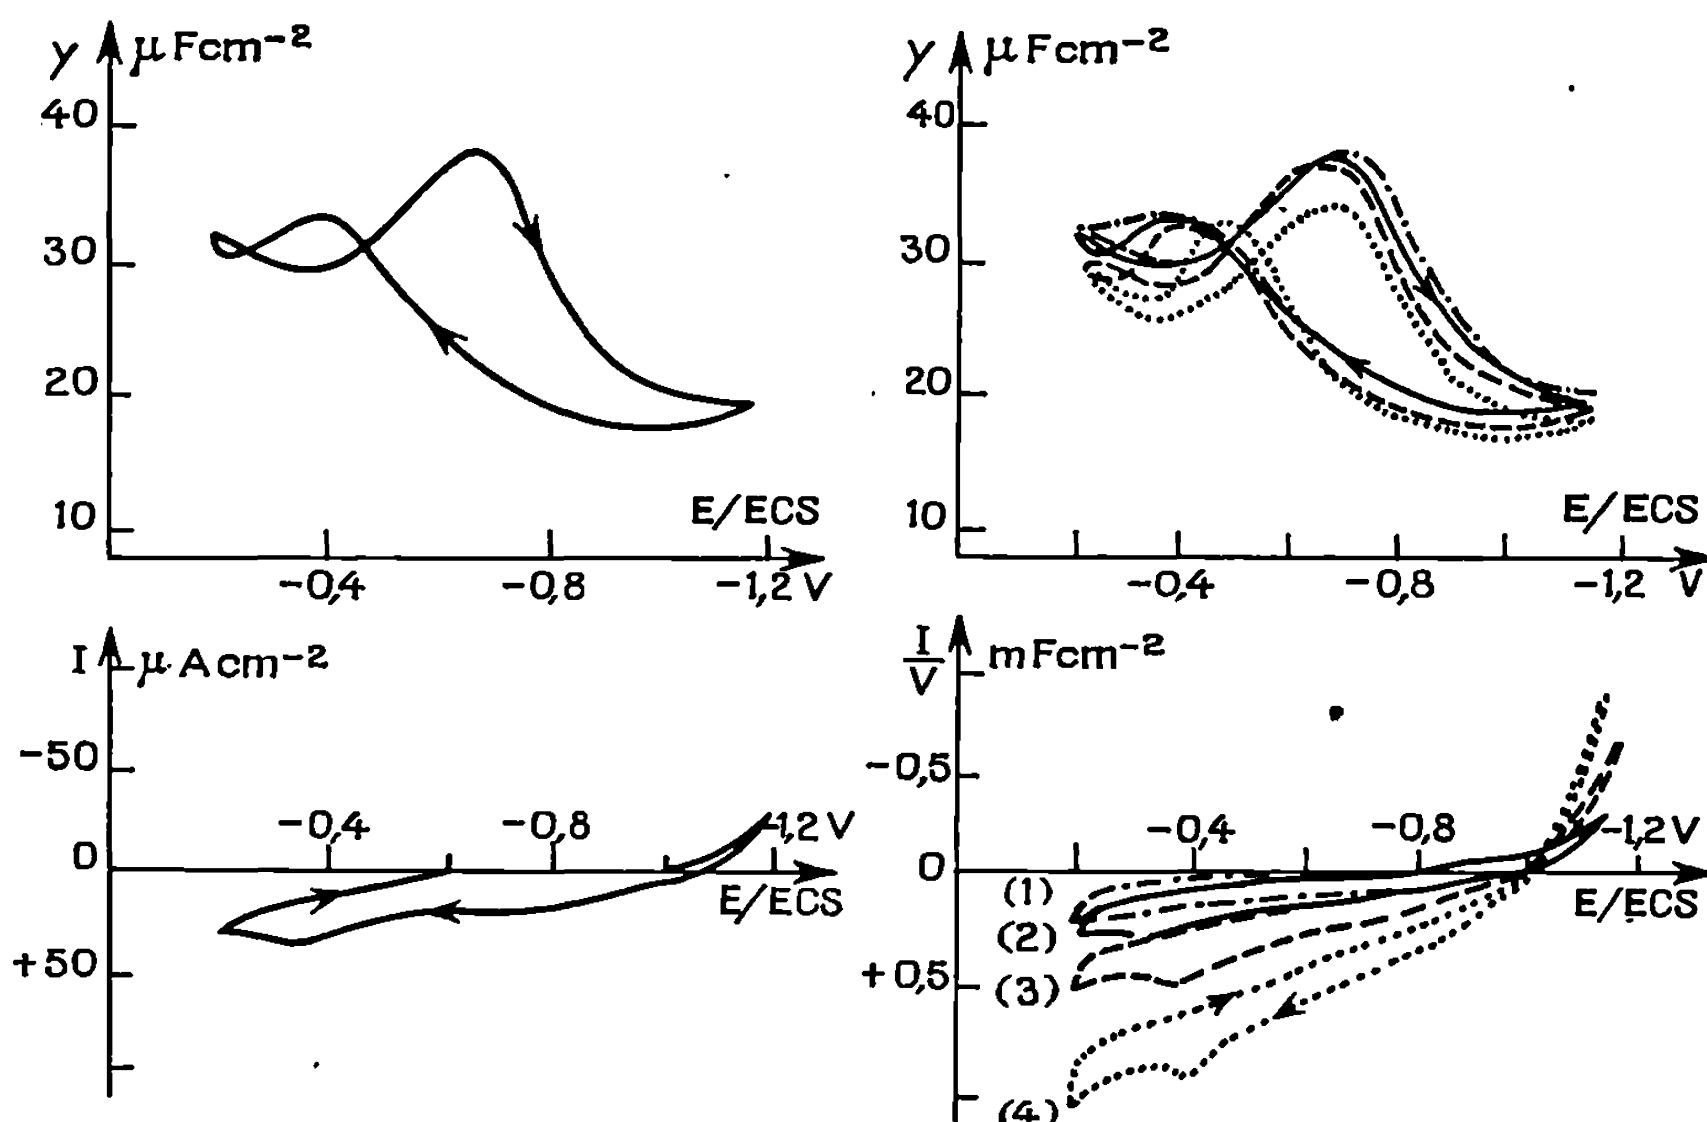 y μFcm⁻²
40
30
20
10
E/ECS
-0,4 -0,8 -1,2 V
y μFcm⁻²
40
30
20
10
E/ECS
-0,4 -0,8 -1,2 V
I μAcm⁻²
-50
0
+50
-0,4 -0,8 -1,2 V
E/ECS
I/V mFcm⁻²
-0,5
0
+0,5
-0,4 -0,8 -1,2 V
E/ECS
(1)
(2)
(3)
(4)